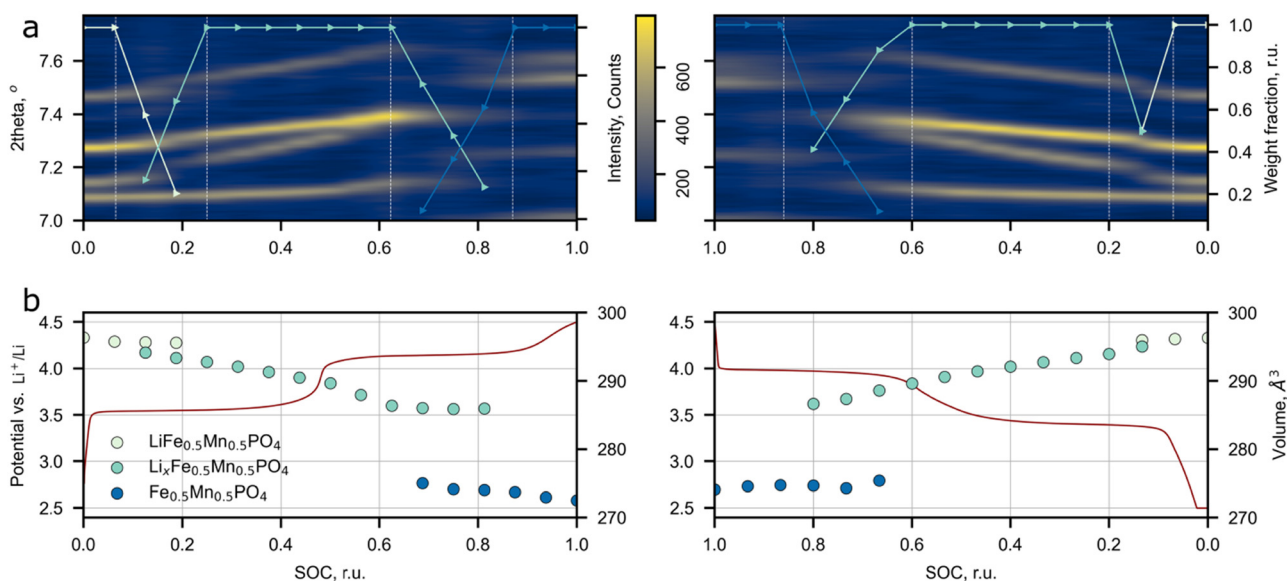 a
2theta, °
7.6
7.4
7.2
7.0
0.0 0.2 0.4 0.6 0.8 1.0
Intensity, Counts
600
400
200
1.0
0.8
0.6
0.4
0.2
Weight fraction, r.u.
1.0 0.8 0.6 0.4 0.2 0.0
b
Potential vs. Li⁺/Li
4.5
4.0
3.5
3.0
2.5
LiFe₀.₅Mn₀.₅PO₄
LiₓFe₀.₅Mn₀.₅PO₄
Fe₀.₅Mn₀.₅PO₄
300
290
280
270
0.0 0.2 0.4 0.6 0.8 1.0
SOC, r.u.
4.5
4.0
3.5
3.0
2.5
300
290
280
270
Volume, Å³
1.0 0.8 0.6 0.4 0.2 0.0
SOC, r.u.